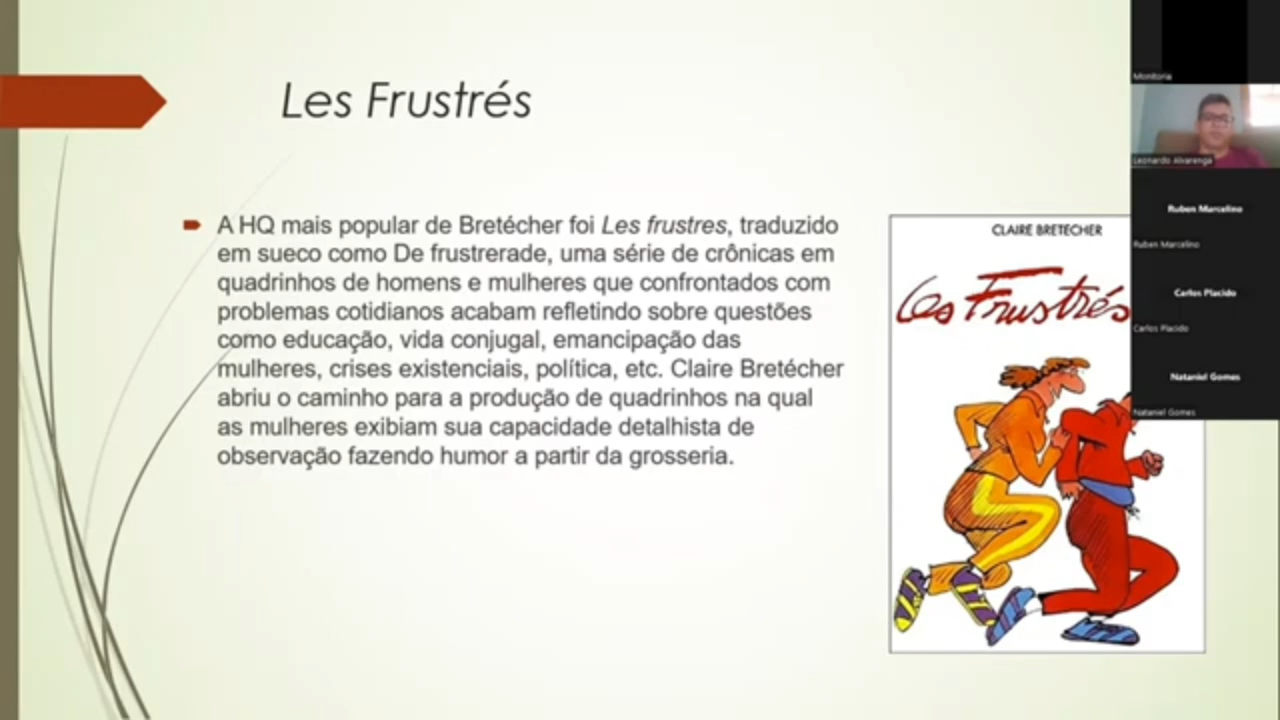 Les Frustrés
A HQ mais popular de Bretécher foi Les frustres, traduzido
em sueco como De frustrerade, uma série de crônicas em
quadrinhos de homens e mulheres que confrontados com
problemas cotidianos acabam refletindo sobre questões
como educação, vida conjugal, emancipação das
mulheres, crises existenciais, política, etc. Claire Bretécher
abriu o caminho para a produção de quadrinhos na qual
as mulheres exibiam sua capacidade detalhista de
observação fazendo humor a partir da grosseria.
CLAIRE BRETECHER
Les Frustrés
Monitoria
Leonardo Alvarenga
Ruben Marcelino
Ruben Marcelino
Carlos Placido
Carlos Placido
Nataniel Gomes
Nataniel Gomes